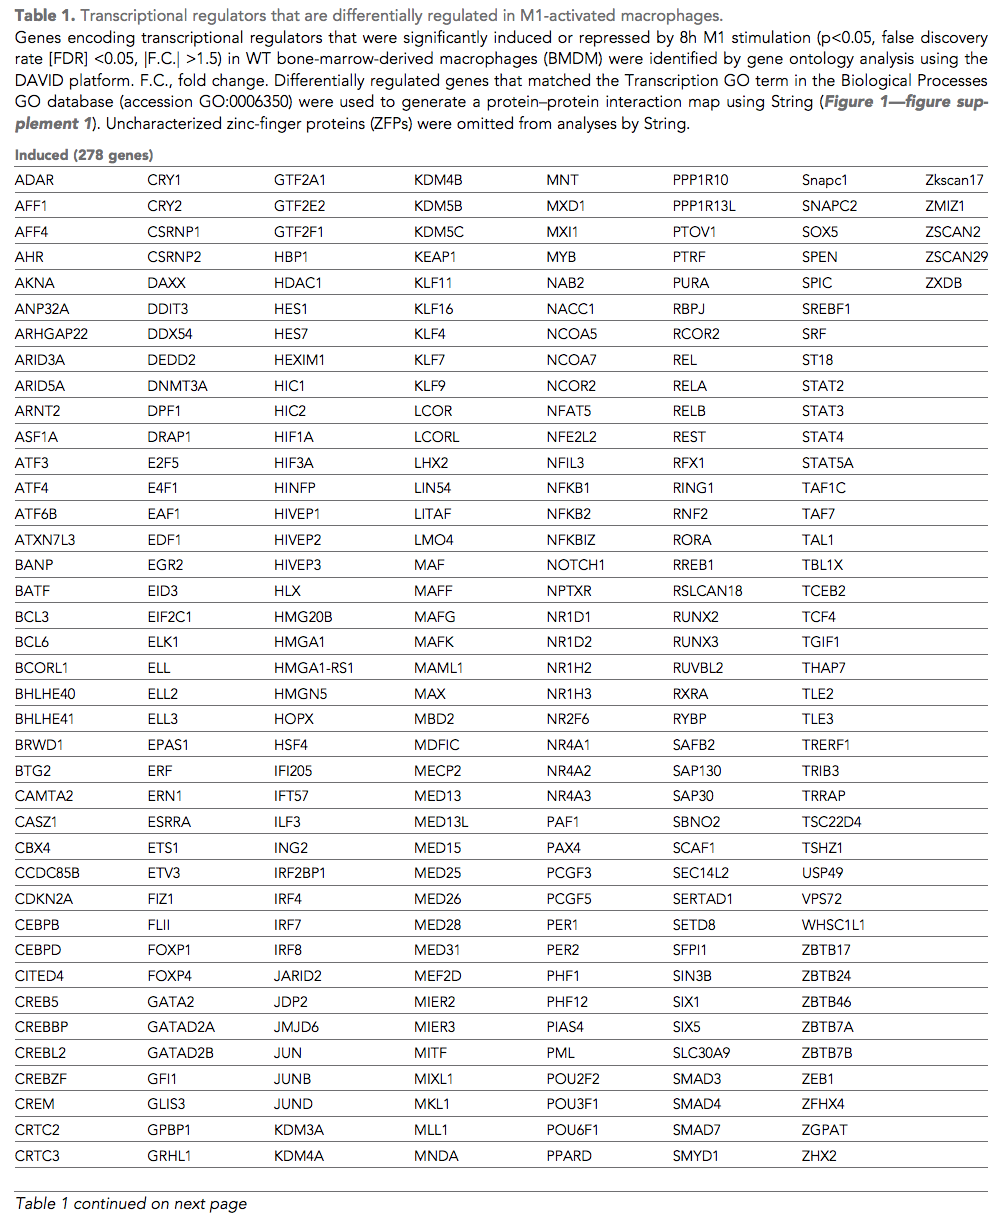 Table 1. Transcriptional regulators that are differentially regulated in M1-activated macrophages.
Genes encoding transcriptional regulators that were significantly induced or repressed by 8h M1 stimulation (p<0.05, false discovery
rate [FDR] <0.05, |F.C.| >1.5) in WT bone-marrow-derived macrophages (BMDM) were identified by gene ontology analysis using the
DAVID platform. F.C., fold change. Differentially regulated genes that matched the Transcription GO term in the Biological Processes
GO database (accession GO:0006350) were used to generate a protein–protein interaction map using String (Figure 1—figure sup-
plement 1). Uncharacterized zinc-finger proteins (ZFPs) were omitted from analyses by String.
Induced (278 genes)
ADAR CRY1 GTF2A1 KDM4B MNT PPP1R10 Snapc1 Zkscan17
AFF1 CRY2 GTF2E2 KDM5B MXD1 PPP1R13L SNAPC2 ZMIZ1
AFF4 CSRNP1 GTF2F1 KDM5C MXI1 PTOV1 SOX5 ZSCAN2
AHR CSRNP2 HBP1 KEAP1 MYB PTRF SPEN ZSCAN29
AKNA DAXX HDAC1 KLF11 NAB2 PURA SPIC ZXDB
ANP32A DDIT3 HES1 KLF16 NACC1 RBPJ SREBF1
ARHGAP22 DDX54 HES7 KLF4 NCOA5 RCOR2 SRF
ARID3A DEDD2 HEXIM1 KLF7 NCOA7 REL ST18
ARID5A DNMT3A HIC1 KLF9 NCOR2 RELA STAT2
ARNT2 DPF1 HIC2 LCOR NFAT5 RELB STAT3
ASF1A DRAP1 HIF1A LCORL NFE2L2 REST STAT4
ATF3 E2F5 HIF3A LHX2 NFIL3 RFX1 STAT5A
ATF4 E4F1 HINFP LIN54 NFKB1 RING1 TAF1C
ATF6B EAF1 HIVEP1 LITAF NFKB2 RNF2 TAF7
ATXN7L3 EDF1 HIVEP2 LMO4 NFKBIZ RORA TAL1
BANP EGR2 HIVEP3 MAF NOTCH1 RREB1 TBL1X
BATF EID3 HLX MAFF NPTXR RSLCAN18 TCEB2
BCL3 EIF2C1 HMG20B MAFG NR1D1 RUNX2 TCF4
BCL6 ELK1 HMGA1 MAFK NR1D2 RUNX3 TGIF1
BCORL1 ELL HMGA1-RS1 MAML1 NR1H2 RUVBL2 THAP7
BHLHE40 ELL2 HMGN5 MAX NR1H3 RXRA TLE2
BHLHE41 ELL3 HOPX MBD2 NR2F6 RYBP TLE3
BRWD1 EPAS1 HSF4 MDFIC NR4A1 SAFB2 TRERF1
BTG2 ERF IFI205 MECP2 NR4A2 SAP130 TRIB3
CAMTA2 ERN1 IFT57 MED13 NR4A3 SAP30 TRRAP
CASZ1 ESRRA ILF3 MED13L PAF1 SBNO2 TSC22D4
CBX4 ETS1 ING2 MED15 PAX4 SCAF1 TSHZ1
CCDC85B ETV3 IRF2BP1 MED25 PCGF3 SEC14L2 USP49
CDKN2A FIZ1 IRF4 MED26 PCGF5 SERTAD1 VPS72
CEBPB FLII IRF7 MED28 PER1 SETD8 WHSC1L1
CEBPD FOXP1 IRF8 MED31 PER2 SFPI1 ZBTB17
CITED4 FOXP4 JARID2 MEF2D PHF1 SIN3B ZBTB24
CREB5 GATA2 JDP2 MIER2 PHF12 SIX1 ZBTB46
CREBBP GATAD2A JMJD6 MIER3 PIAS4 SIX5 ZBTB7A
CREBL2 GATAD2B JUN MITF PML SLC30A9 ZBTB7B
CREBZF GFI1 JUNB MIXL1 POU2F2 SMAD3 ZEB1
CREM GLIS3 JUND MKL1 POU3F1 SMAD4 ZFHX4
CRTC2 GPBP1 KDM3A MLL1 POU6F1 SMAD7 ZGPAT
CRTC3 GRHL1 KDM4A MNDA PPARD SMYD1 ZHX2
Table 1 continued on next page